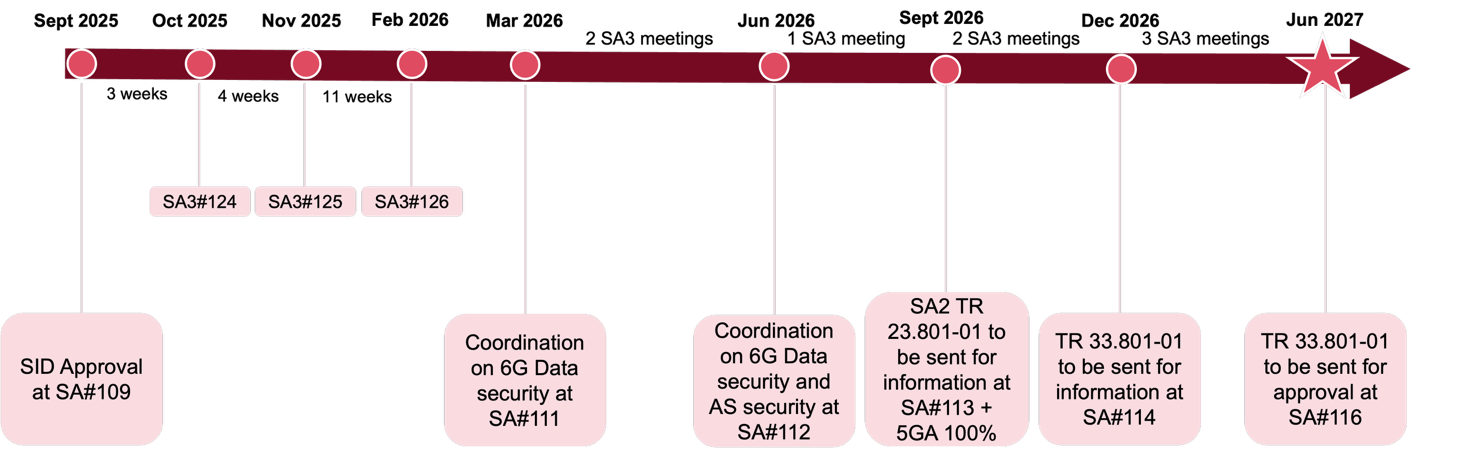 Sept 2025
Oct 2025
Nov 2025
Feb 2026
Mar 2026
Jun 2026
Sept 2026
Dec 2026
Jun 2027
2 SA3 meetings
1 SA3 meeting
2 SA3 meetings
3 SA3 meetings
3 weeks
4 weeks
11 weeks
SA3#124
SA3#125
SA3#126
SID Approval
at SA#109
Coordination
on 6G Data
security at
SA#111
Coordination
on 6G Data
security and
AS security at
SA#112
SA2 TR
23.801-01 to
be sent for
information at
SA#113 +
5GA 100%
TR 33.801-01
to be sent for
information at
SA#114
TR 33.801-01
to be sent for
approval at
SA#116